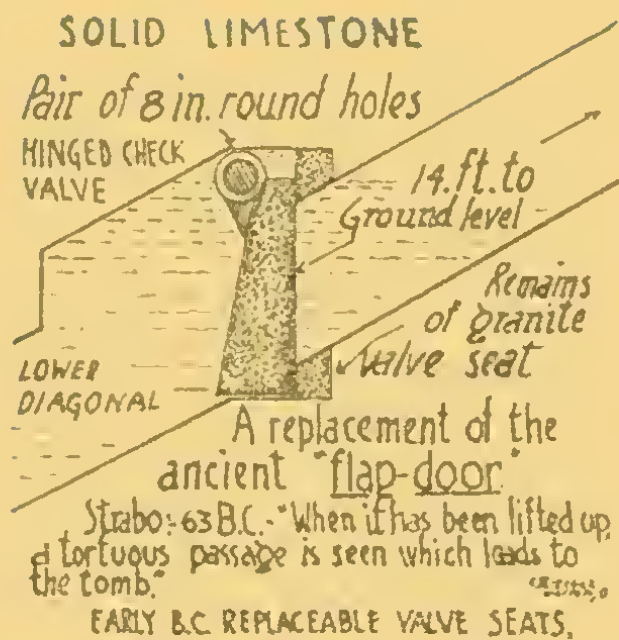 SOLID LIMESTONE
Pair of 8 in. round holes
HINGED CHECK
VALVE
14.ft. to
Ground level
Remains
of granite
Valve seat
LOWER
DIAGONAL
A replacement of the
ancient "flap-door"
Strabo:- 63 B.C.- "When it has been lifted up,
a tortuous passage is seen which leads to
the tomb."
EARLY B.C. REPLACEABLE VALVE SEATS.